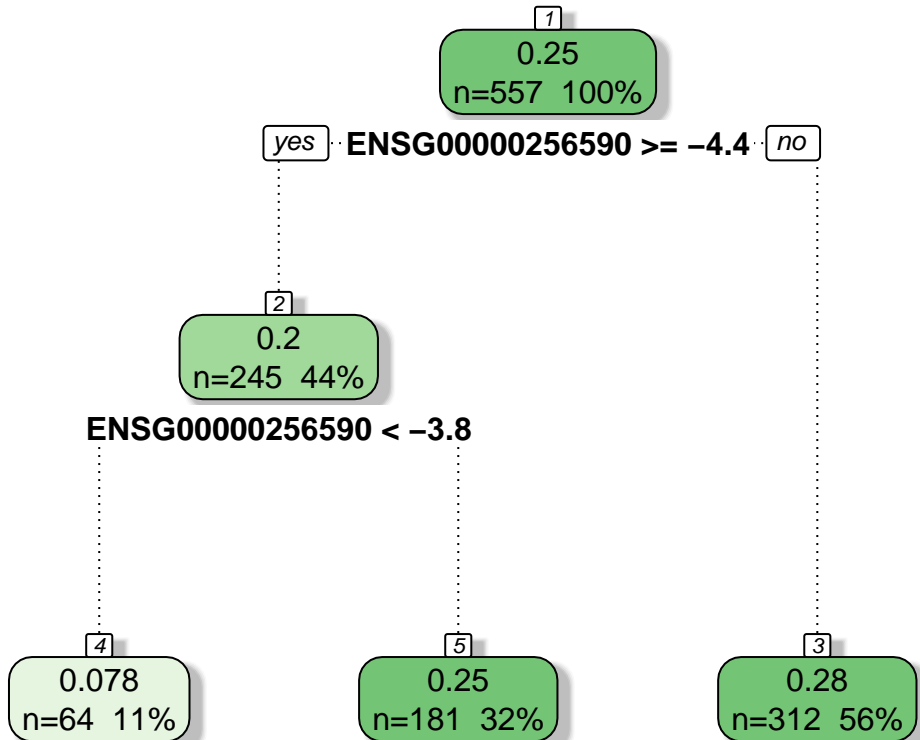 1
0.25
n=557 100%
yes ENSG00000256590 >= −4.4 no
2
0.2
n=245 44%
ENSG00000256590 < −3.8
4
0.078
n=64 11%
5
0.25
n=181 32%
3
0.28
n=312 56%